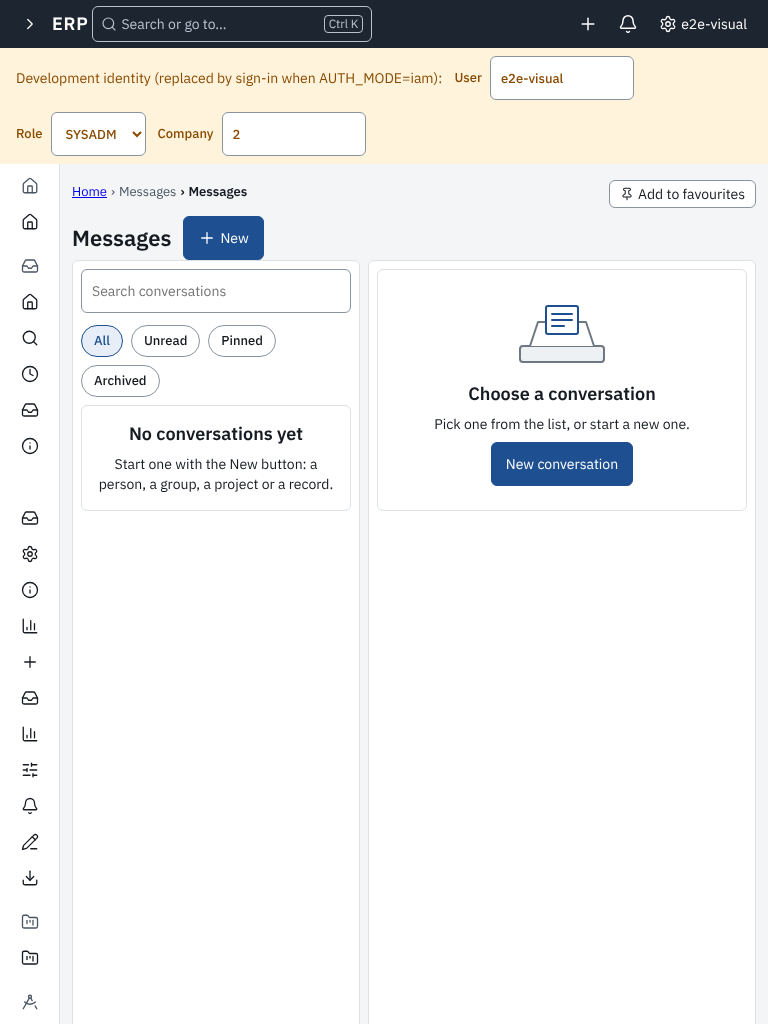 ERP
Search or go to...
Ctrl K
e2e-visual
Development identity (replaced by sign-in when AUTH_MODE=iam): User e2e-visual
Role SYSADM Company 2
Home › Messages › Messages
Add to favourites
Messages
New
Search conversations
All Unread Pinned
Archived
No conversations yet
Start one with the New button: a
person, a group, a project or a record.
Choose a conversation
Pick one from the list, or start a new one.
New conversation